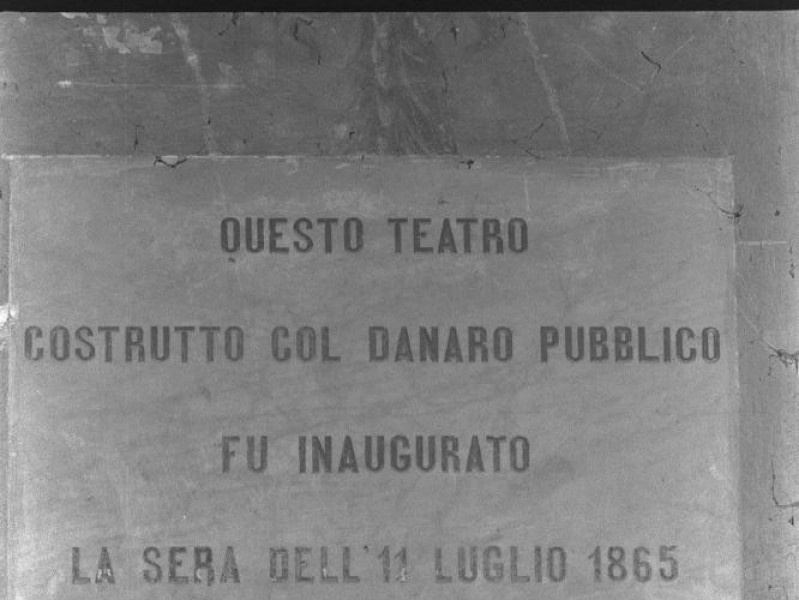 QUESTO TEATRO
COSTRUTTO COL DANARO PUBBLICO
FU INAUGURATO
LA SERA DELL'11 LUGLIO 1865